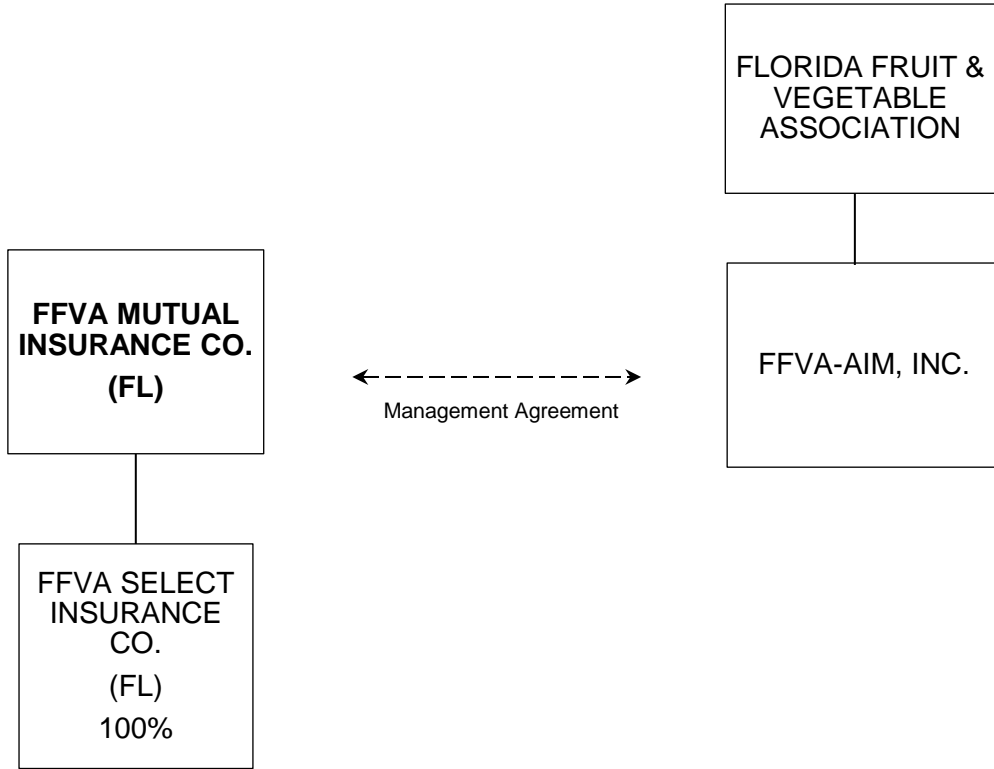 FLORIDA FRUIT &
VEGETABLE
ASSOCIATION
FFVA MUTUAL
INSURANCE CO.
(FL)
Management Agreement
FFVA-AIM, INC.
FFVA SELECT
INSURANCE
CO.
(FL)
100%